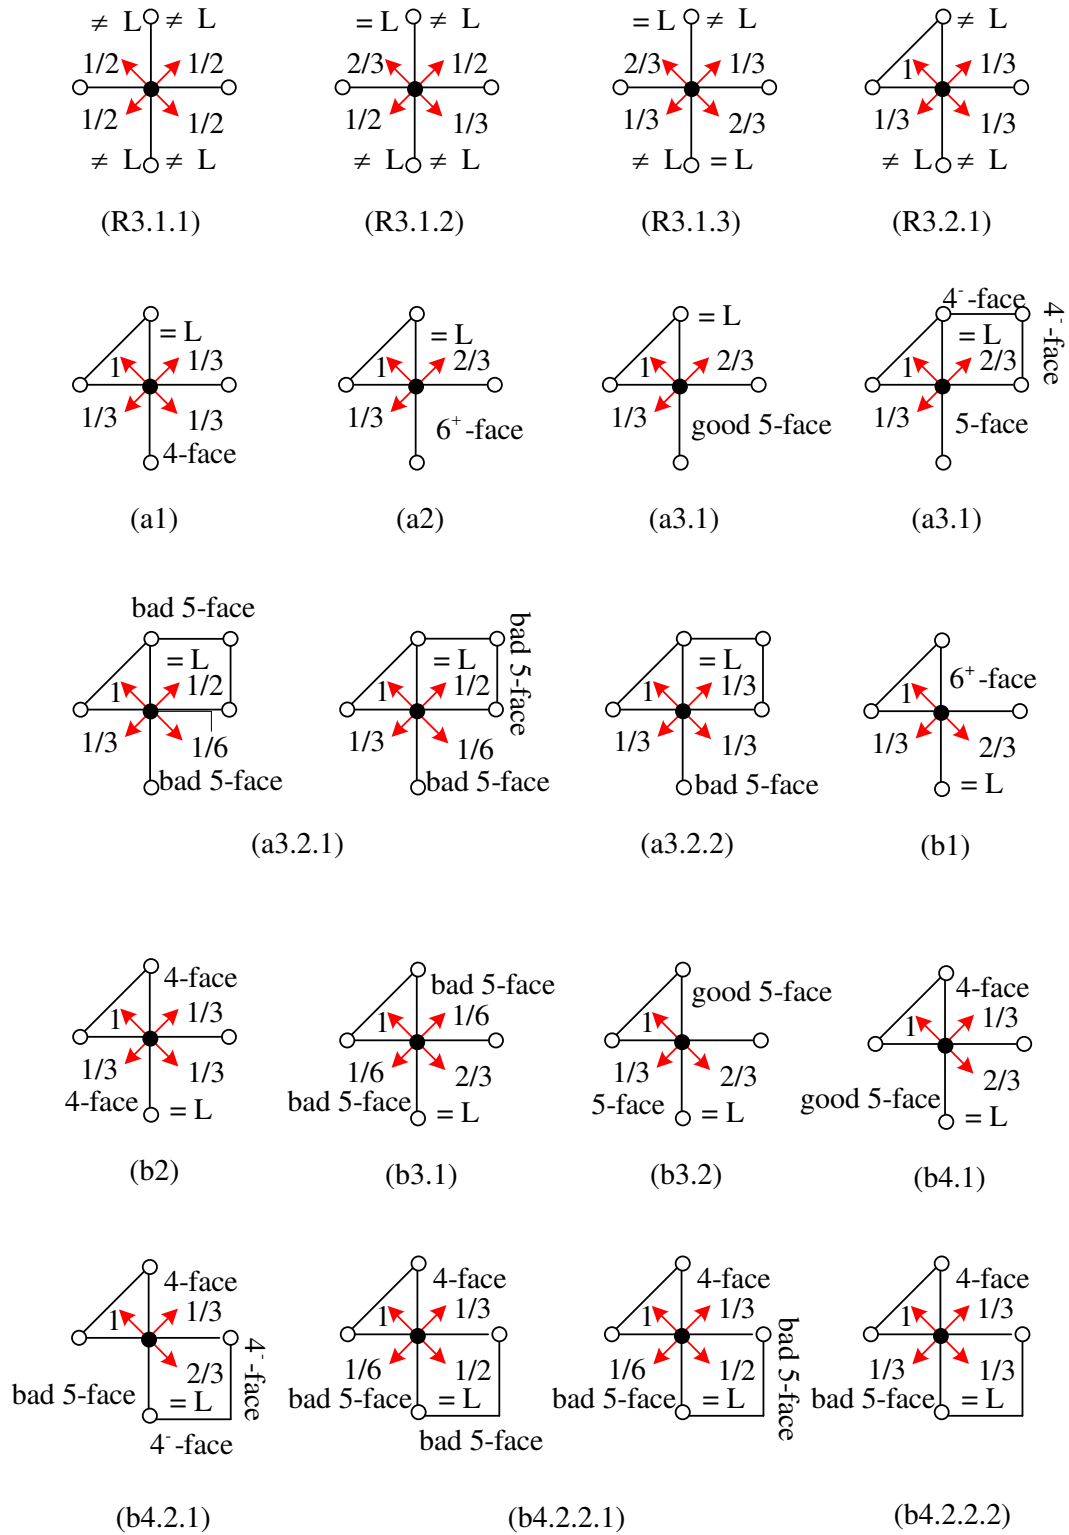 ≠ L ≠ L = L ≠ L = L ≠ L ≠ L
1/2 1/2 2/3 1/2 2/3 1/3 1 1/3
1/2 1/2 1/2 1/3 1/3 2/3 1/3 1/3
≠ L ≠ L ≠ L ≠ L ≠ L = L ≠ L ≠ L
(R3.1.1) (R3.1.2) (R3.1.3) (R3.2.1)
4⁻-face
= L = L = L = L 4⁻-face
1 1/3 1 2/3 1 2/3 1 2/3
1/3 1/3 1/3 1/3 1/3
4-face 6⁺-face good 5-face 5-face
(a1) (a2) (a3.1) (a3.1)
bad 5-face
= L = L bad 5-face = L 6⁺-face
1 1/2 1 1/2 1 1/3 1
1/3 1/6 1/3 1/6 1/3 1/3 1/3 2/3
bad 5-face bad 5-face bad 5-face = L
(a3.2.1) (a3.2.2) (b1)
4-face bad 5-face good 5-face 4-face
1 1/3 1 1/6 1 1 1/3
1/3 1/3 1/6 2/3 1/3 2/3 2/3
4-face = L bad 5-face = L 5-face = L good 5-face = L
(b2) (b3.1) (b3.2) (b4.1)
4-face 4-face 4-face 4-face
1 1/3 1 1/3 1 1/3 1 1/3
2/3 4⁻-face 1/6 1/2 1/6 1/2 bad 5-face 1/3 1/3
bad 5-face = L bad 5-face = L bad 5-face = L bad 5-face = L
4⁻-face bad 5-face
(b4.2.1) (b4.2.2.1) (b4.2.2.2)